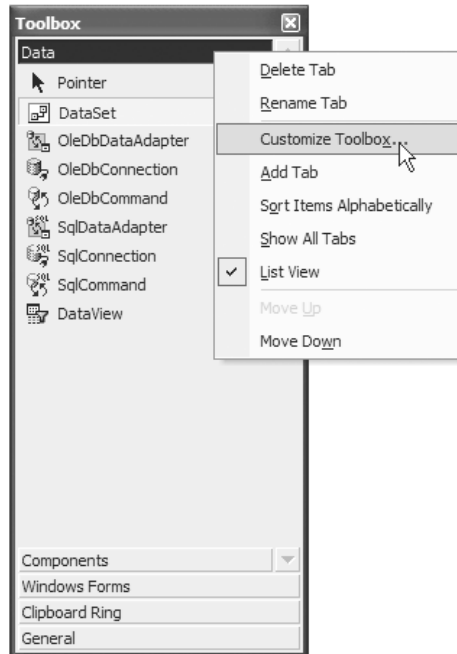 Toolbox
Data
Pointer
DataSet
OleDbDataAdapter
OleDbConnection
OleDbCommand
SqlDataAdapter
SqlConnection
SqlCommand
DataView
Delete Tab
Rename Tab
Customize Toolbox...
Add Tab
Sort Items Alphabetically
Show All Tabs
List View
Move Up
Move Down
Components
Windows Forms
Clipboard Ring
General